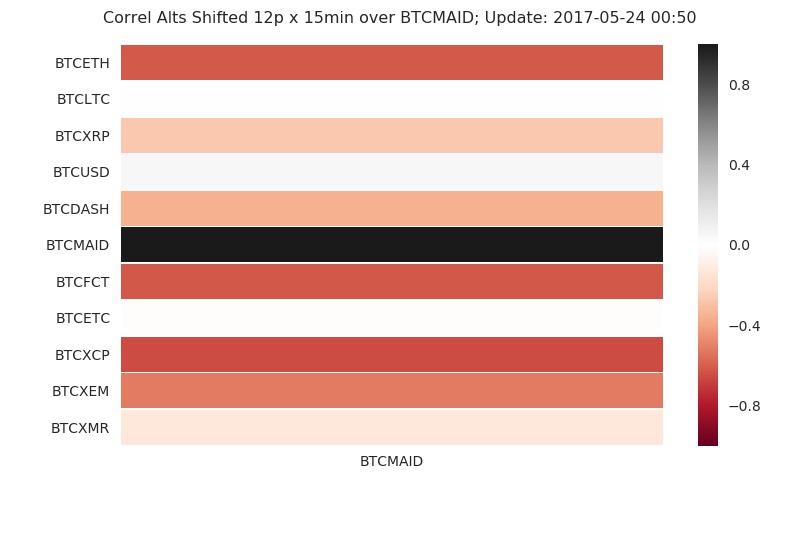 Correl Alts Shifted 12p x 15min over BTCMAID; Update: 2017-05-24 00:50
BTCETH
BTCLTC
BTCXRP
BTCUSD
BTCDASH
BTCMAID
BTCFCT
BTCETC
BTCXCP
BTCXEM
BTCXMR
BTCMAID
0.8
0.4
0.0
−0.4
−0.8